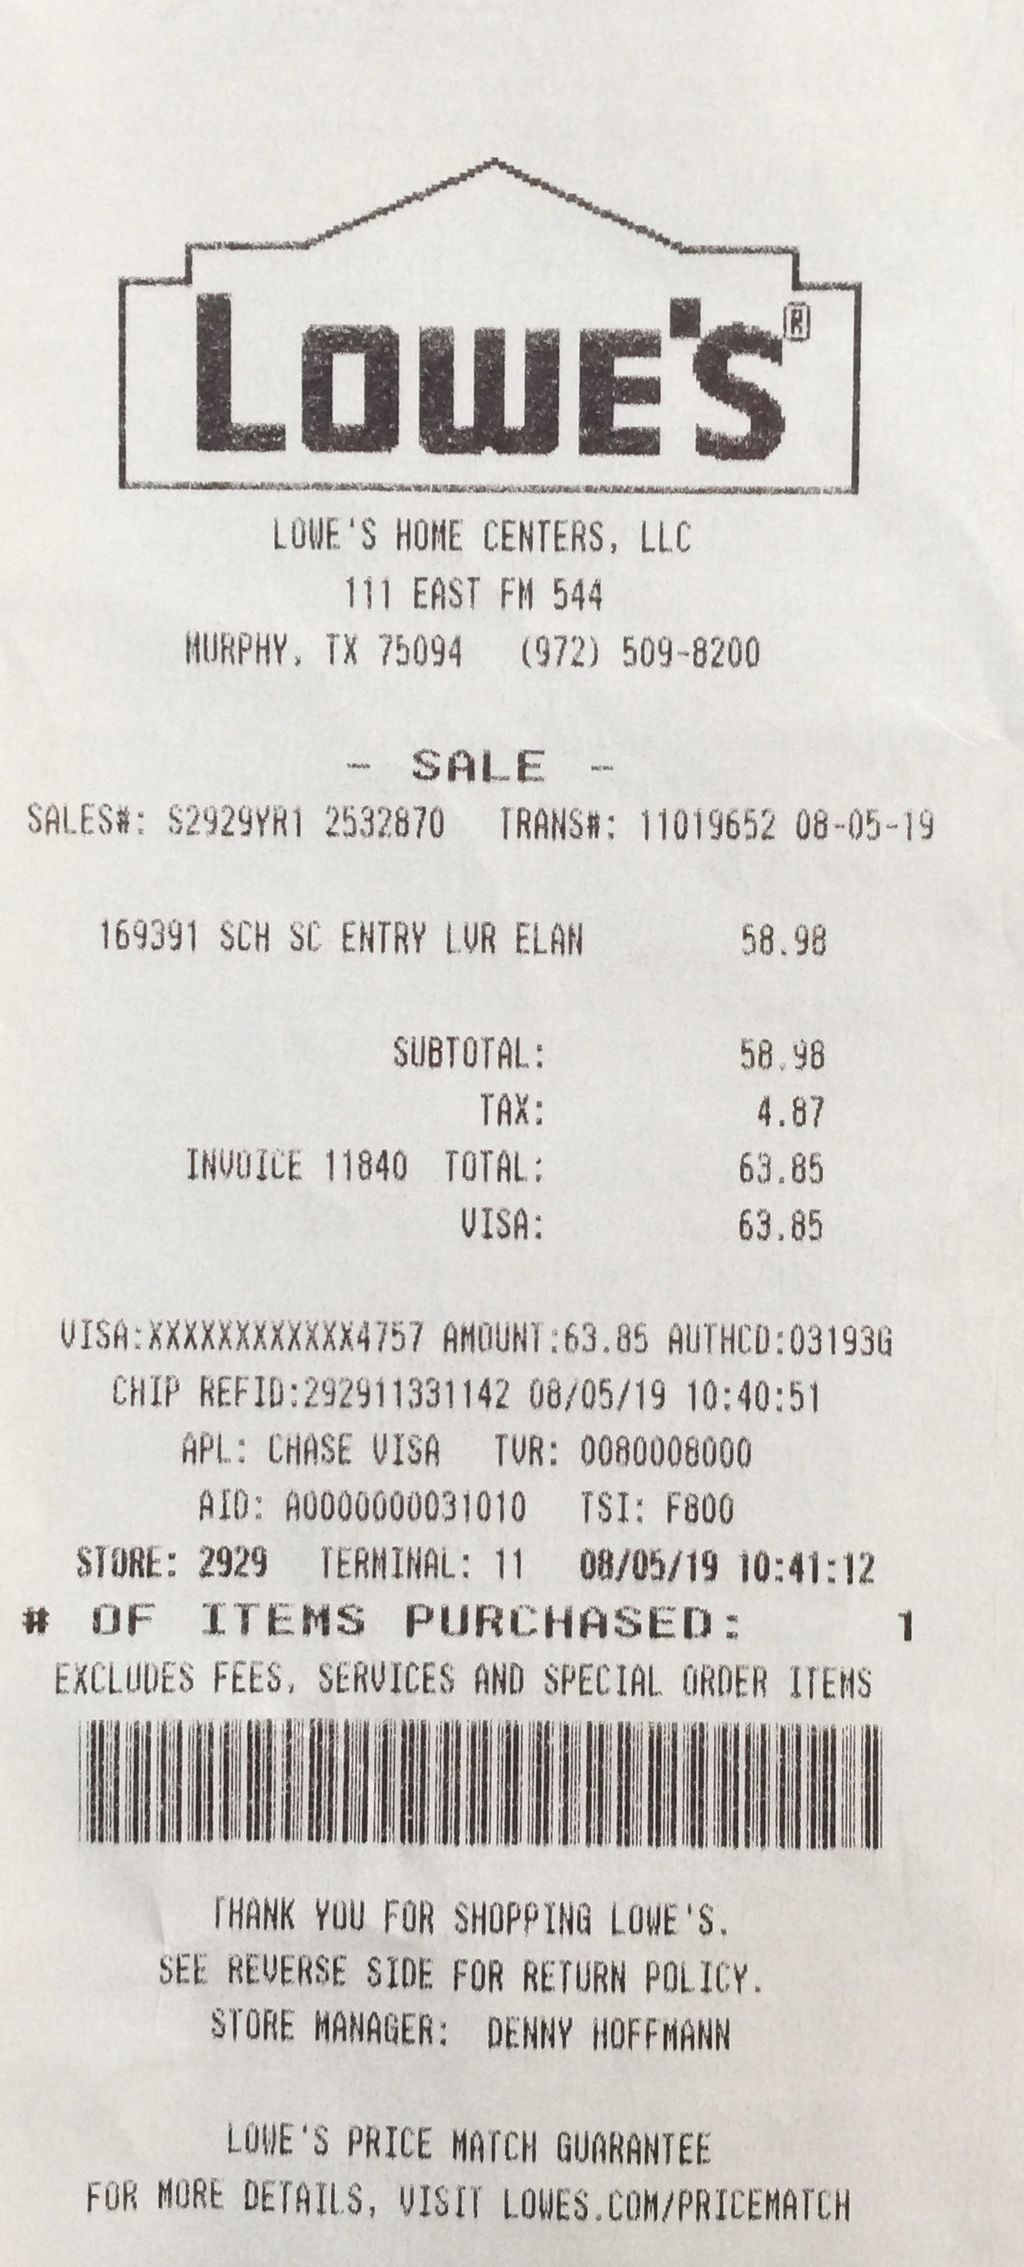 LOWE'S®
LOWE'S HOME CENTERS, LLC
111 EAST FM 544
MURPHY, TX 75094 (972) 509-8200
- SALE -
SALES#: S2929YR1 2532870 TRANS#: 11019652 08-05-19
169391 SCH SC ENTRY LVR ELAN 58.98
SUBTOTAL: 58.98
TAX: 4.87
INVOICE 11840 TOTAL: 63.85
VISA: 63.85
VISA:XXXXXXXXXXXX4757 AMOUNT:63.85 AUTHCD:03193G
CHIP REFID:292911331142 08/05/19 10:40:51
APL: CHASE VISA TVR: 0080008000
AID: A0000000031010 TSI: F800
STORE: 2929 TERMINAL: 11 08/05/19 10:41:12
# OF ITEMS PURCHASED: 1
EXCLUDES FEES, SERVICES AND SPECIAL ORDER ITEMS
THANK YOU FOR SHOPPING LOWE'S.
SEE REVERSE SIDE FOR RETURN POLICY.
STORE MANAGER: DENNY HOFFMANN
LOWE'S PRICE MATCH GUARANTEE
FOR MORE DETAILS, VISIT LOWES.COM/PRICEMATCH